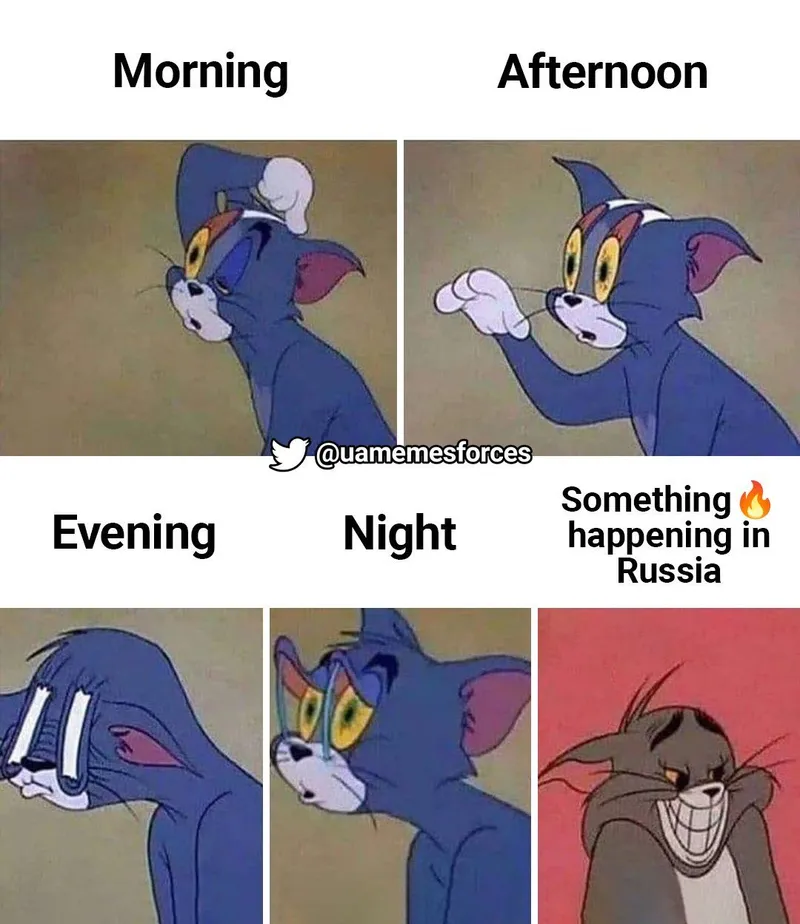 Morning
Afternoon
@uamemesforces
Evening
Night
Something🔥
happening in
Russia